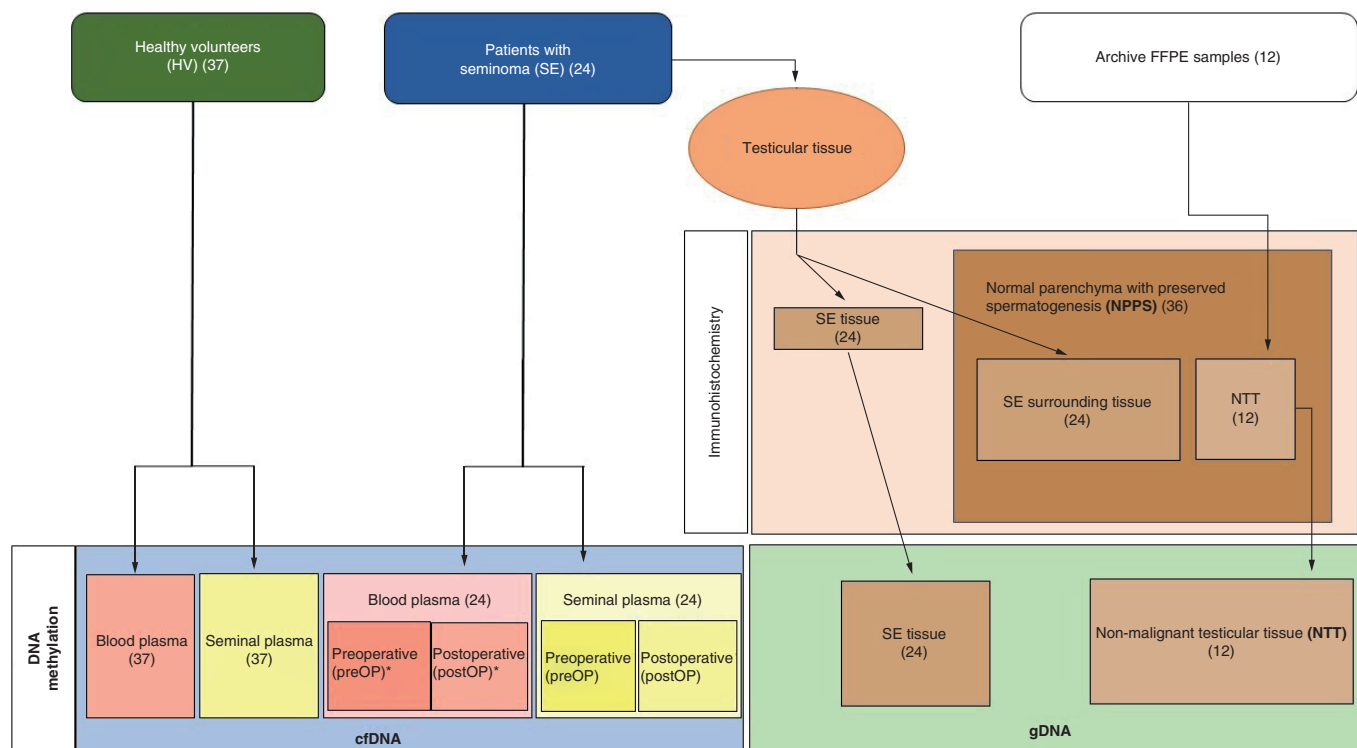 Healthy volunteers
(HV) (37)
Patients with
seminoma (SE) (24)
Archive FFPE samples (12)
Testicular tissue
Immunohistochemistry
Normal parenchyma with preserved
spermatogenesis (NPPS) (36)
SE tissue
(24)
SE surrounding tissue
(24)
NTT
(12)
DNA
methylation
Blood plasma
(37)
Seminal plasma
(37)
Blood plasma (24)
Preoperative
(preOP)*
Postoperative
(postOP)*
Seminal plasma (24)
Preoperative
(preOP)
Postoperative
(postOP)
cfDNA
SE tissue
(24)
Non-malignant testicular tissue (NTT)
(12)
gDNA